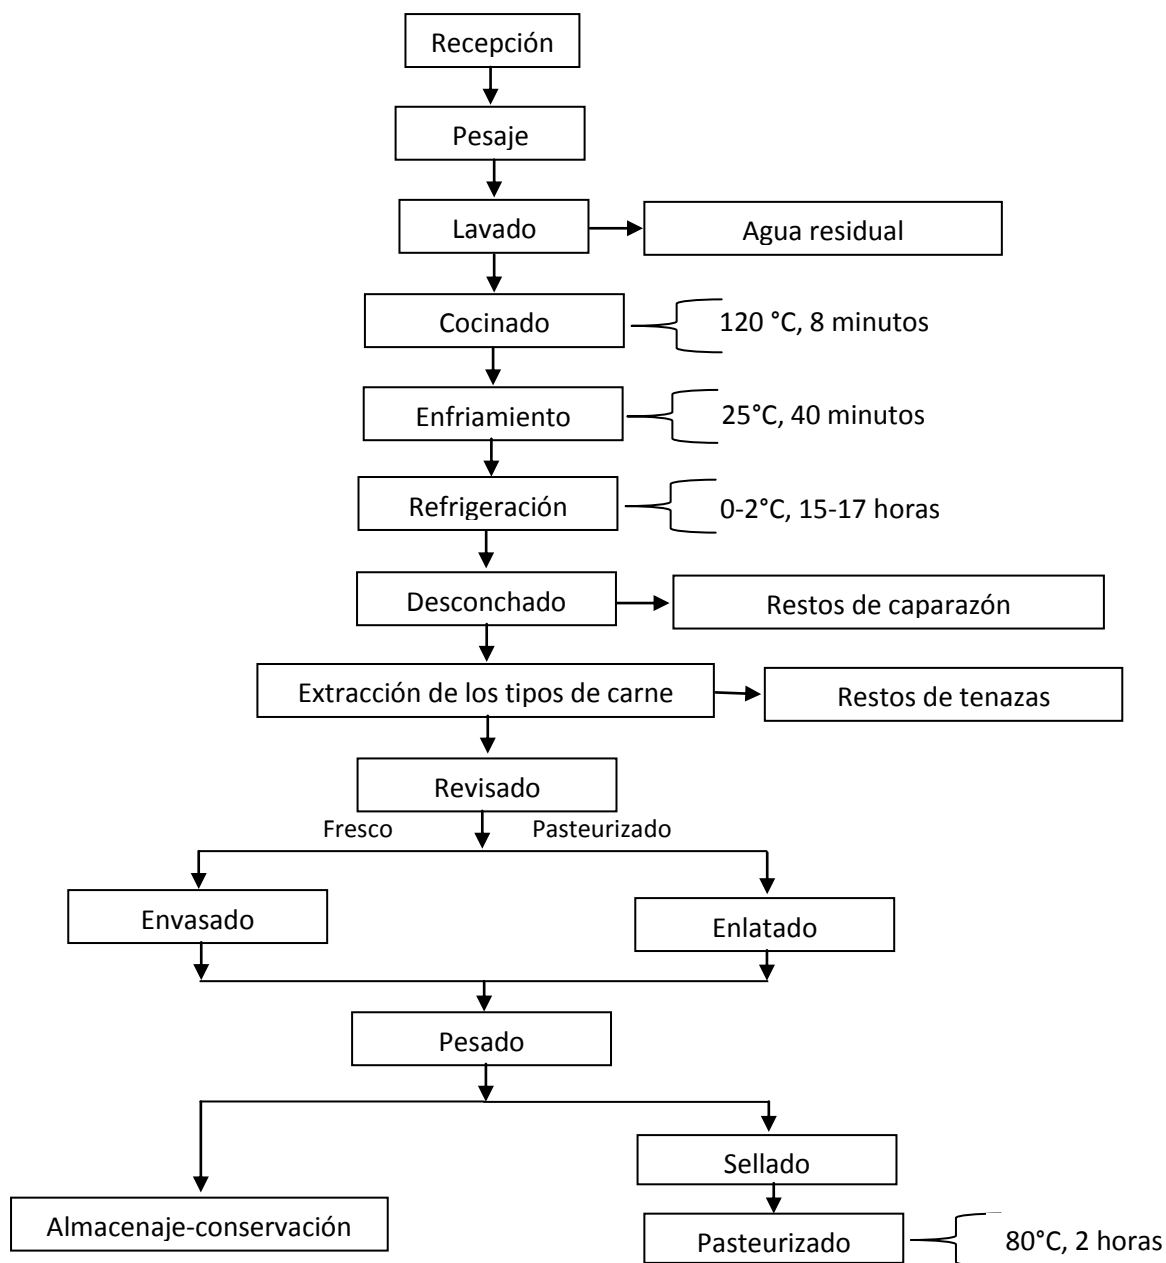 Recepción
Pesaje
Lavado
Agua residual
Cocinado
120 °C, 8 minutos
Enfriamiento
25°C, 40 minutos
Refrigeración
0-2°C, 15-17 horas
Desconchado
Restos de caparazón
Extracción de los tipos de carne
Restos de tenazas
Revisado
Fresco
Pasteurizado
Envasado
Enlatado
Pesado
Sellado
Almacenaje-conservación
Pasteurizado
80°C, 2 horas